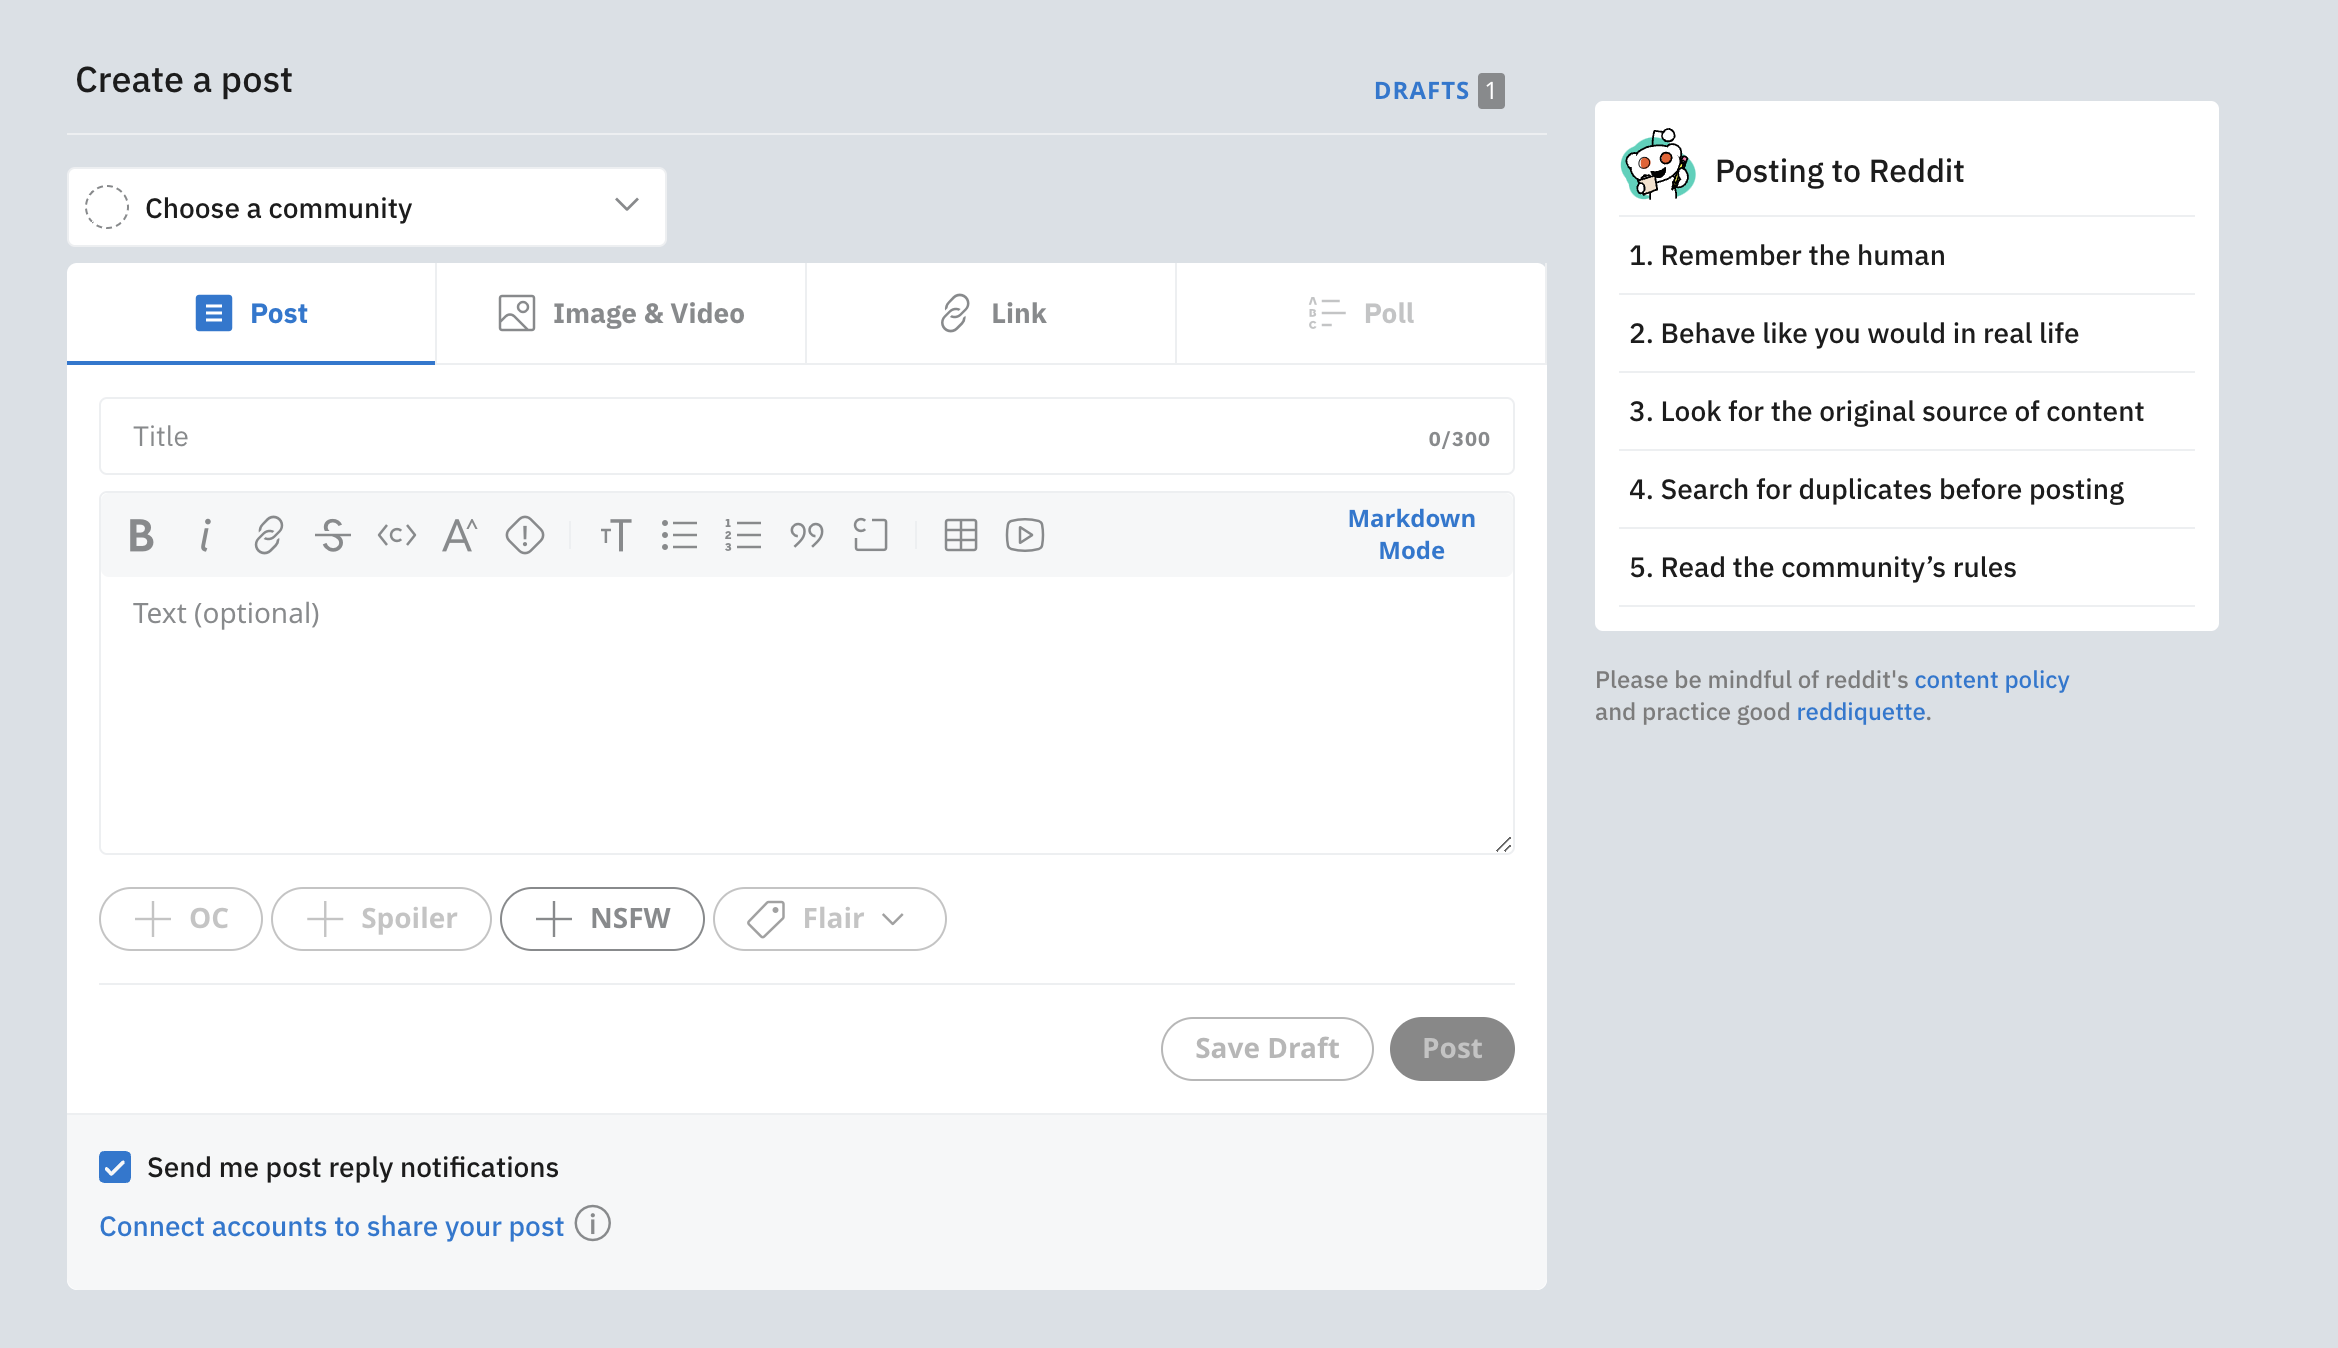 Create a post
DRAFTS 1
Choose a community
Post
Image & Video
Link
Poll
Title
0/300
Markdown
Mode
Text (optional)
OC
Spoiler
NSFW
Flair
Save Draft
Post
Send me post reply notifications
Connect accounts to share your post
Posting to Reddit
1. Remember the human
2. Behave like you would in real life
3. Look for the original source of content
4. Search for duplicates before posting
5. Read the community’s rules
Please be mindful of reddit's content policy
and practice good reddiquette.